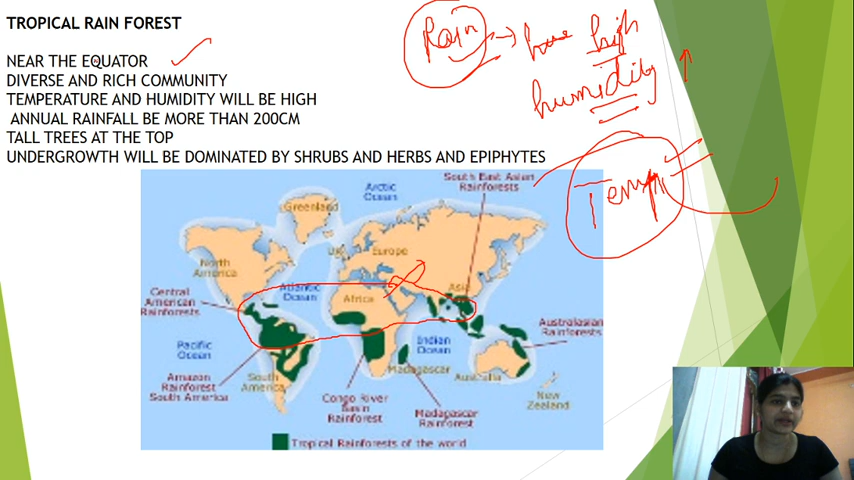 TROPICAL RAIN FOREST
NEAR THE EQUATOR
DIVERSE AND RICH COMMUNITY
TEMPERATURE AND HUMIDITY WILL BE HIGH
ANNUAL RAINFALL BE MORE THAN 200CM
TALL TREES AT THE TOP
UNDERGROWTH WILL BE DOMINATED BY SHRUBS AND HERBS AND EPIPHYTES
Rain → have high
humidity ↑
Temp
South East Asian
Rainforests
Arctic
Ocean
Greenland
North
America
UK
Europe
Asia
Central
American
Rainforests
Atlantic
Ocean
Africa
Pacific
Ocean
Indian
Ocean
Australasian
Rainforests
Amazon
Rainforest
South America
South
America
Madagascar
Australia
New
Zealand
Congo River
Basin
Rainforest
Madagascar
Rainforest
Tropical Rainforests of the world